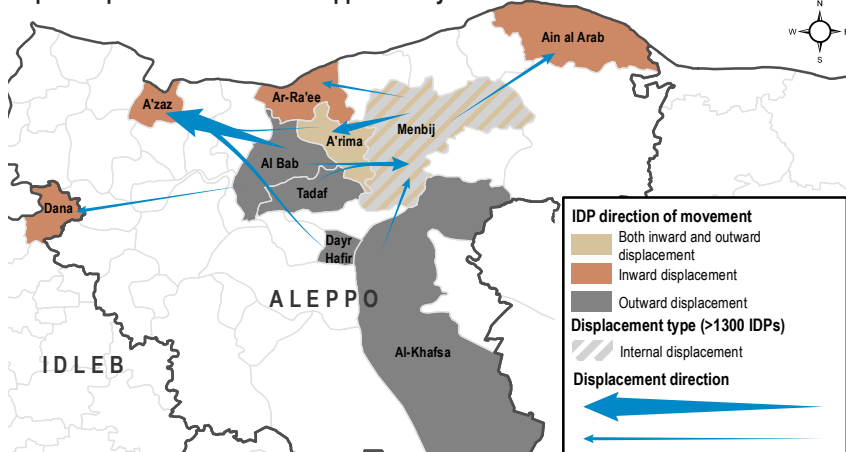 N
W
E
S
Ain al Arab
A'zaz
Ar-Ra'ee
Menbij
A'rima
Al Bab
Tadaf
Dana
Dayr
Hafir
ALEPPO
IDLEB
Al-Khafsa
IDP direction of movement
Both inward and outward
displacement
Inward displacement
Outward displacement
Displacement type (>1300 IDPs)
Internal displacement
Displacement direction